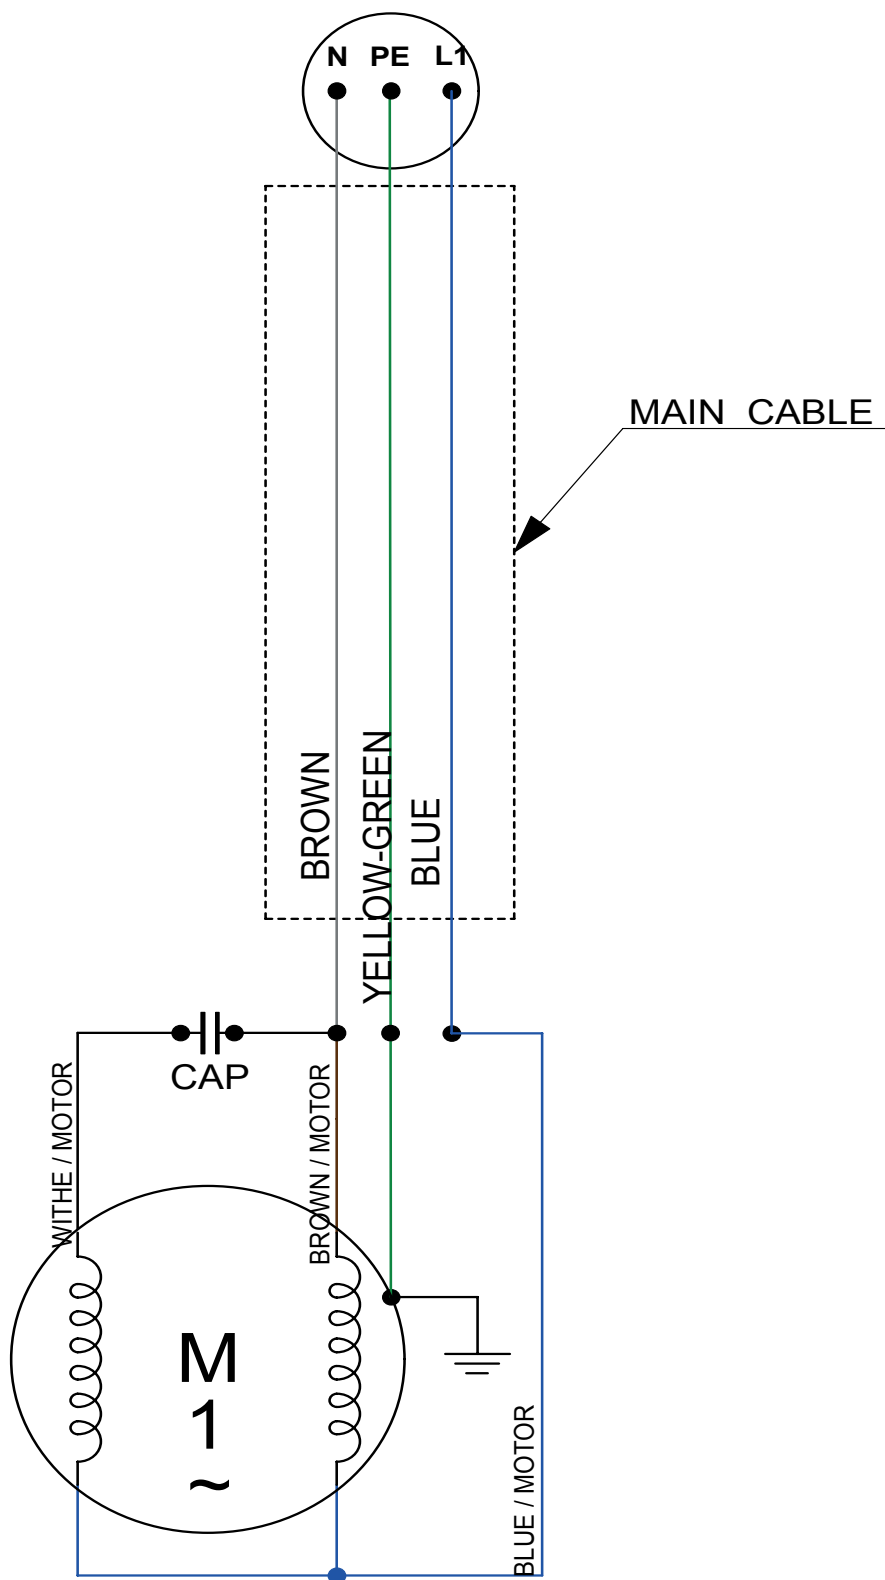 N PE L1
MAIN CABLE
BROWN
YELLOW-GREEN
BLUE
CAP
WITHE / MOTOR
BROWN / MOTOR
M
1
~
BLUE / MOTOR